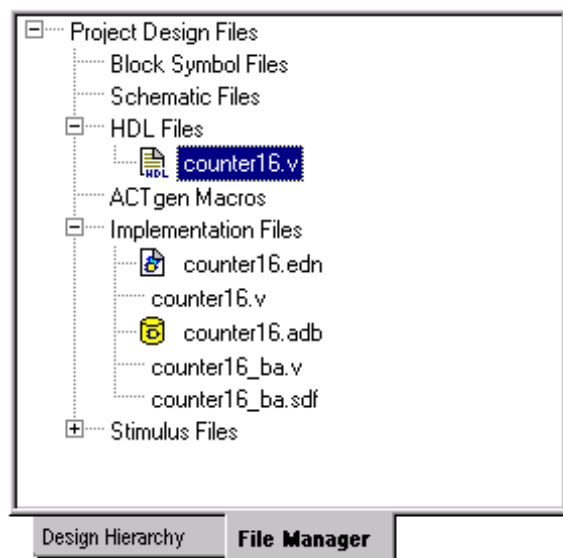 Project Design Files
Block Symbol Files
Schematic Files
HDL Files
HDL counter16.v
ACTgen Macros
Implementation Files
counter16.edn
counter16.v
counter16.adb
counter16_ba.v
counter16_ba.sdf
Stimulus Files
Design Hierarchy File Manager